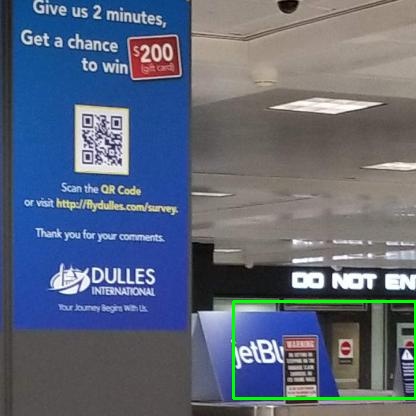 Give us 2 minutes,
Get a chance
to win
$200
(gift card)
Scan the QR Code
or visit http://flydulles.com/survey.
Thank you for your comments.
DULLES
INTERNATIONAL
Your Journey Begins With Us.
DO NOT EN
jetBl
WARNING